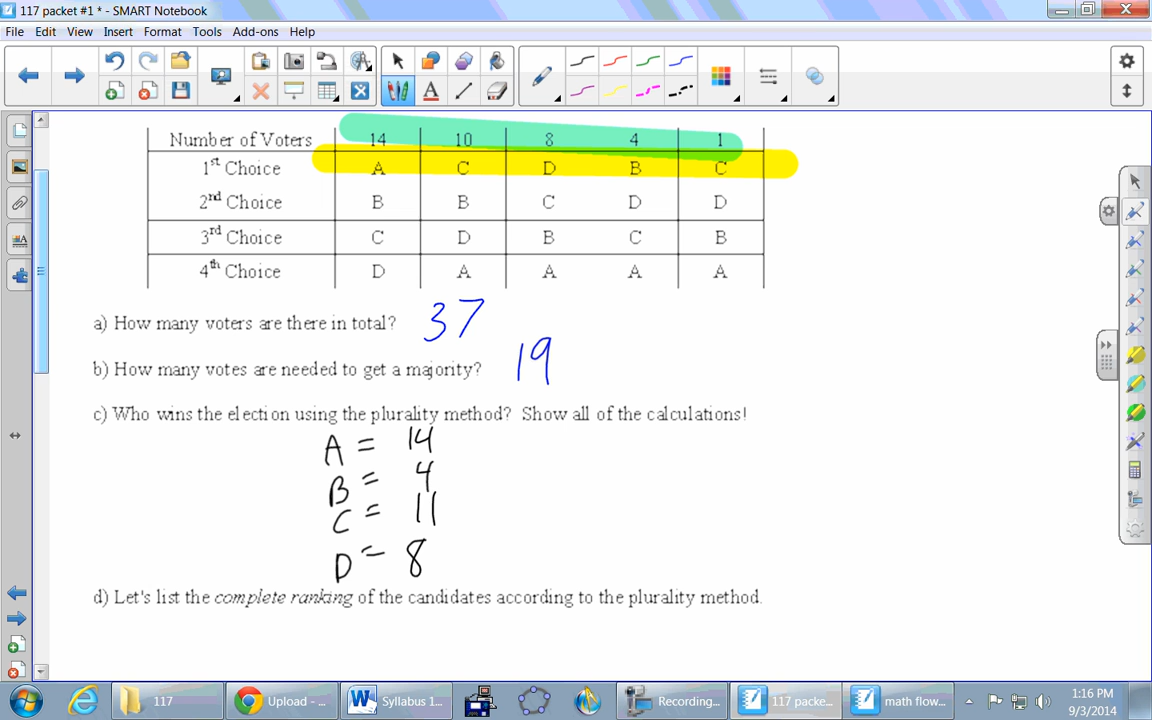 117 packet #1 * - SMART Notebook
File Edit View Insert Format Tools Add-ons Help
Number of Voters 14 10 8 4 1
1st Choice A C D B C
2nd Choice B B C D D
3rd Choice C D B C B
4th Choice D A A A A
a) How many voters are there in total? 37
b) How many votes are needed to get a majority? 19
c) Who wins the election using the plurality method? Show all of the calculations!
A = 14
B = 4
C = 11
D = 8
d) Let's list the complete ranking of the candidates according to the plurality method.
117 Upload - ... Syllabus 1... Recording... 117 packe... math flow...
1:16 PM
9/3/2014